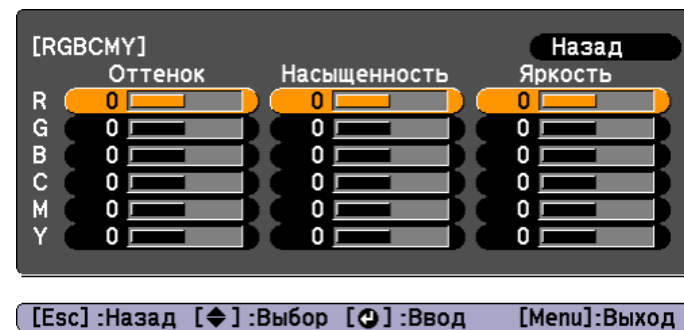 [RGBCMY] Назад
Оттенок Насыщенность Яркость
R 0 0 0
G 0 0 0
B 0 0 0
C 0 0 0
M 0 0 0
Y 0 0 0
[Esc] :Назад [◆] :Выбор [⏎] :Ввод [Menu]:Выход